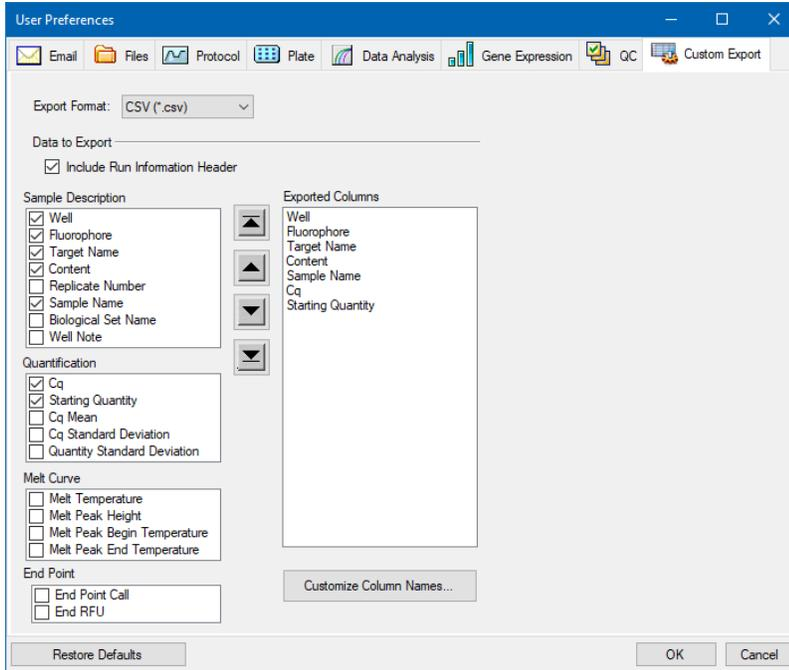 User Preferences
Email Files Protocol Plate Data Analysis Gene Expression QC Custom Export
Export Format: CSV (*.csv)
Data to Export
Include Run Information Header
Sample Description
Well
Fluorophore
Target Name
Content
Replicate Number
Sample Name
Biological Set Name
Well Note
Quantification
Cq
Starting Quantity
Cq Mean
Cq Standard Deviation
Quantity Standard Deviation
Melt Curve
Melt Temperature
Melt Peak Height
Melt Peak Begin Temperature
Melt Peak End Temperature
End Point
End Point Call
End RFU
Exported Columns
Well
Fluorophore
Target Name
Content
Sample Name
Cq
Starting Quantity
Customize Column Names...
Restore Defaults
OK
Cancel